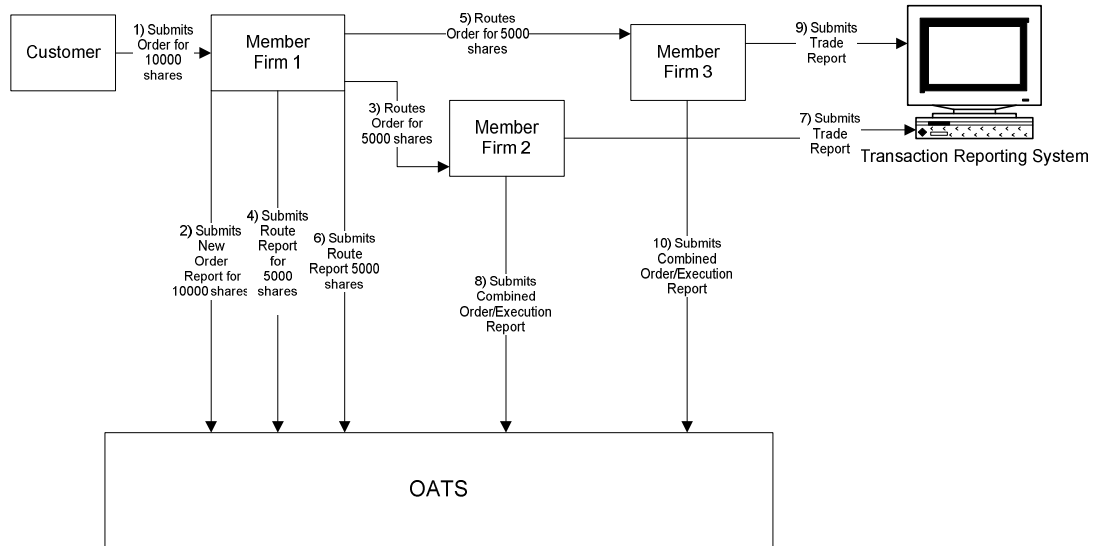 Customer
1) Submits
Order for
10000
shares
Member
Firm 1
5) Routes
Order for 5000
shares
Member
Firm 3
9) Submits
Trade
Report
3) Routes
Order for
5000 shares
Member
Firm 2
7) Submits
Trade
Report
Transaction Reporting System
2) Submits
New
Order
Report for
10000 shares
4) Submits
Route
Report
for
5000
shares
6) Submits
Route
Report 5000
shares
8) Submits
Combined
Order/Execution
Report
10) Submits
Combined
Order/Execution
Report
OATS